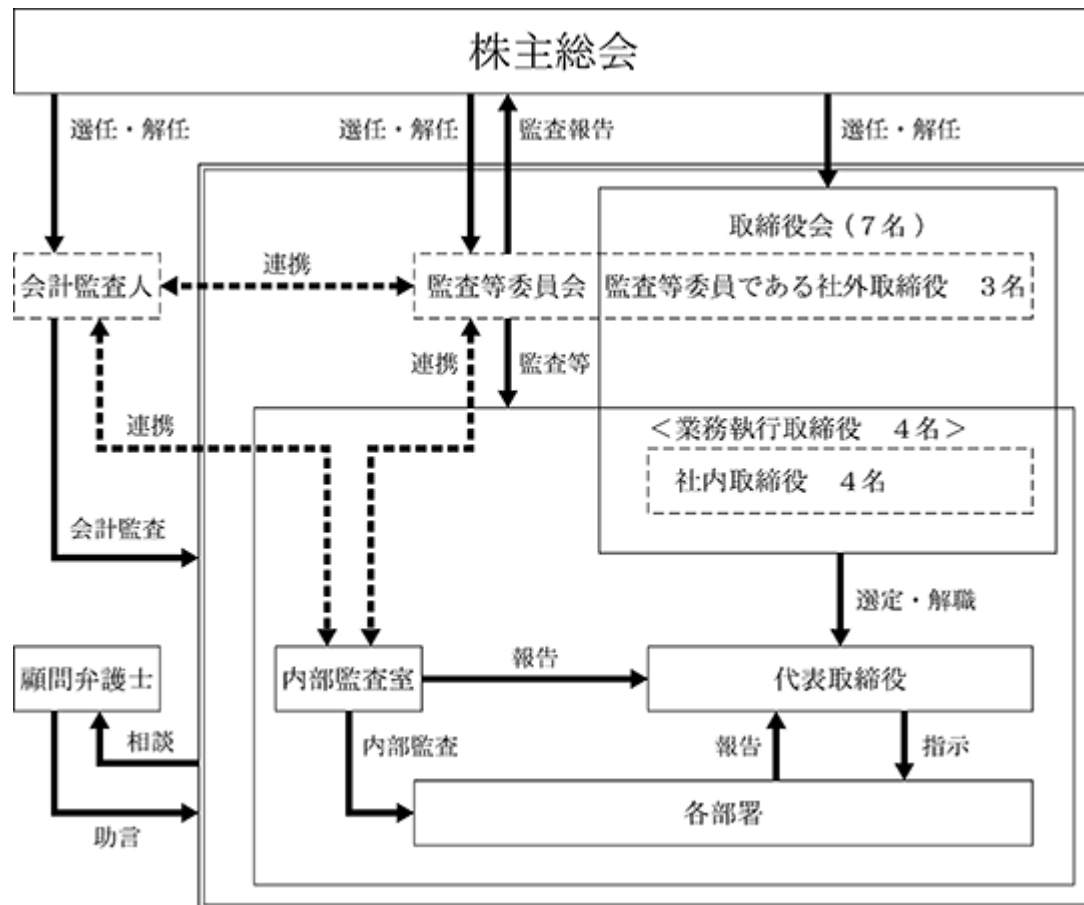 株主総会
選任・解任
選任・解任
監査報告
選任・解任
取締役会(7名)
会計監査人
連携
監査等委員会
監査等委員である社外取締役 3名
連携
監査等
連携
<業務執行取締役 4名>
社内取締役 4名
会計監査
選定・解職
顧問弁護士
内部監査室
報告
代表取締役
相談
内部監査
報告
指示
助言
各部署